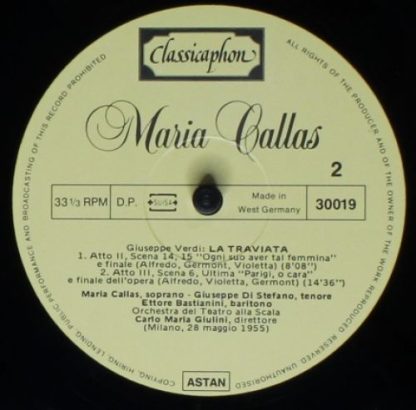 Classicaphon
Maria Callas
2
33 1/3 RPM D.P. SUISA Made in West Germany 30019
Giuseppe Verdi: LA TRAVIATA
1. Atto II, Scena 14, 15 "Ogni sub aver tal femmina"
e finale (Alfredo, Germont, Violetta) (8'08")
2. Atto III, Scena 6, Ultima "Parigi, o cara"
e finale dell'opera (Alfredo, Violetta, Germont) (14'36")
Maria Callas, soprano - Giuseppe Di Stefano, tenore
Ettore Bastianini, baritono
Orchestra del Teatro alla Scala
Carlo Maria Giulini, direttore
(Milano, 28 maggio 1955)
ASTAN
ALL RIGHTS OF THE PRODUCER AND OF THE OWNER OF THE WORK REPRODUCED RESERVED UNAUTHORIZED COPYING, HIRING, LENDING, PUBLIC PERFORMANCE AND BROADCASTING OF THIS RECORD PROHIBITED